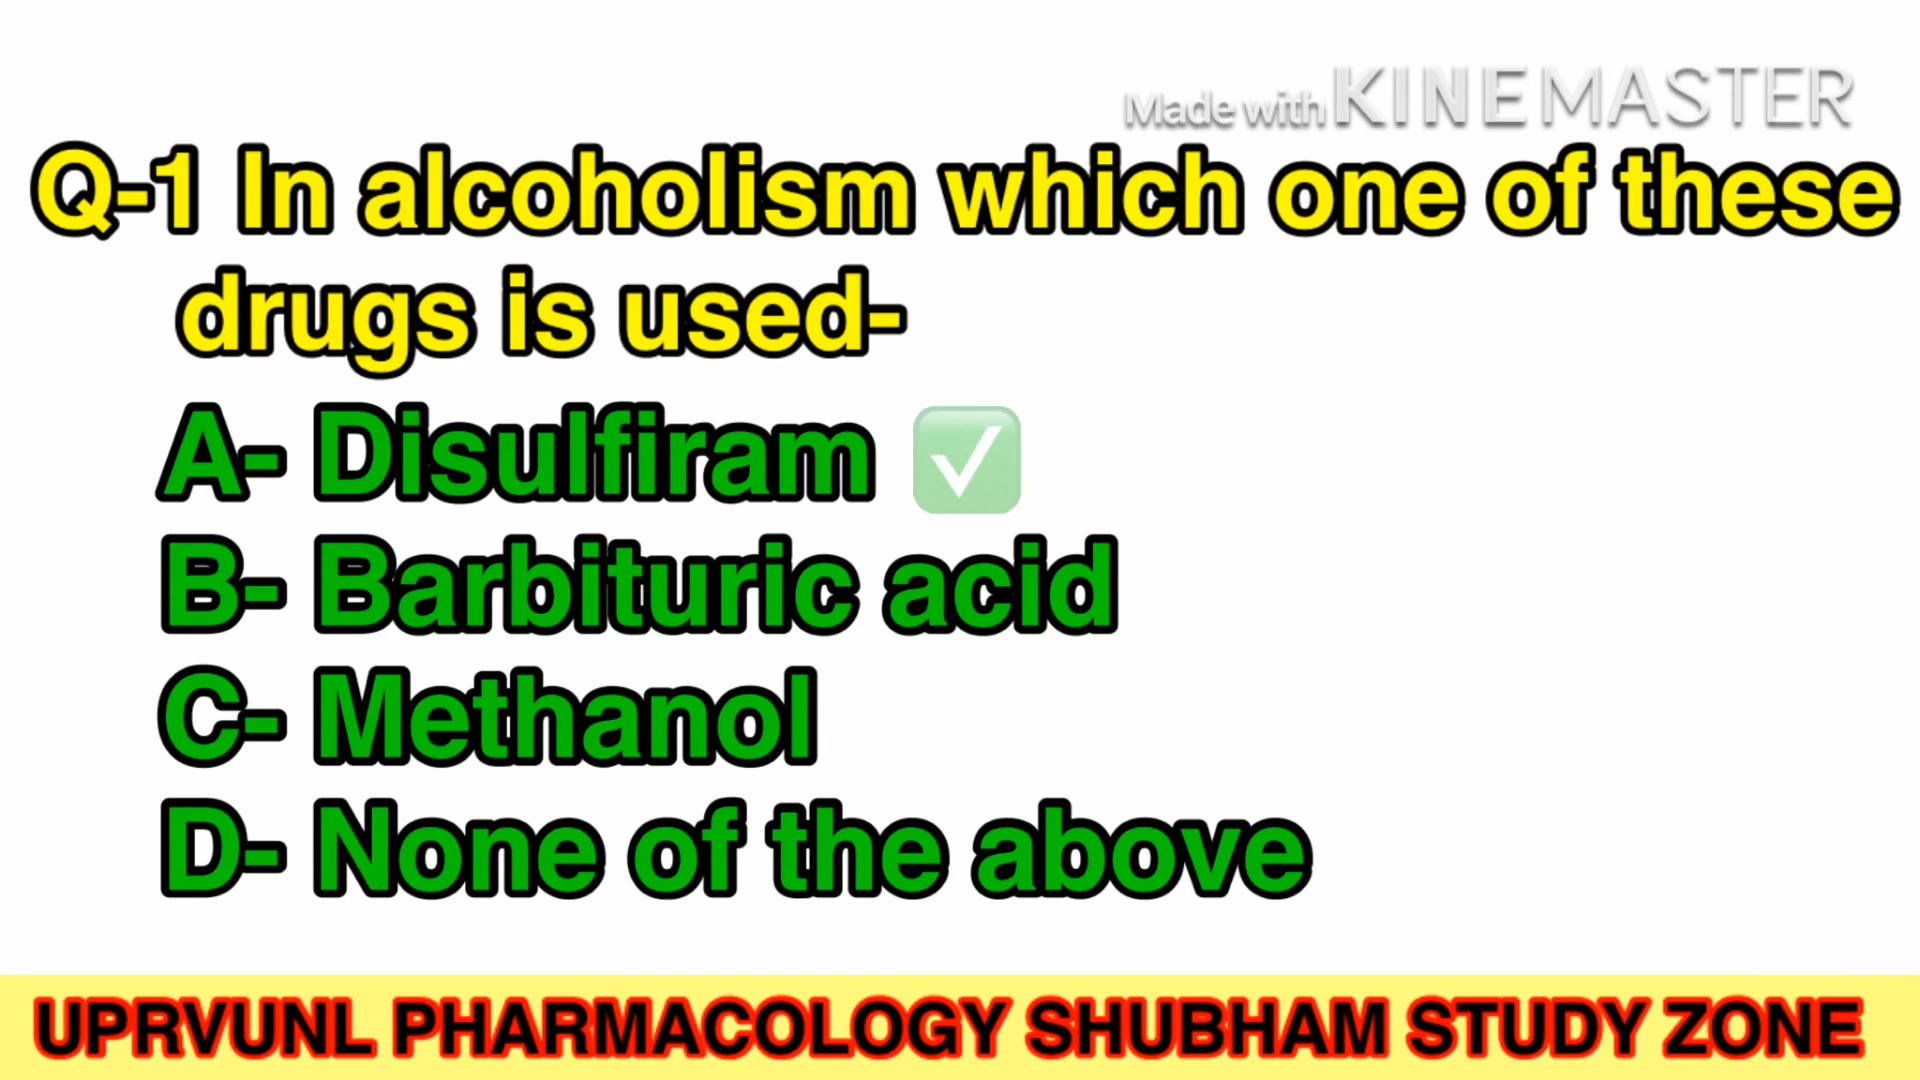 Made with KINEMASTER
Q-1 In alcoholism which one of these
drugs is used-
A- Disulfiram ✅
B- Barbituric acid
C- Methanol
D- None of the above
UPRVUNL PHARMACOLOGY SHUBHAM STUDY ZONE